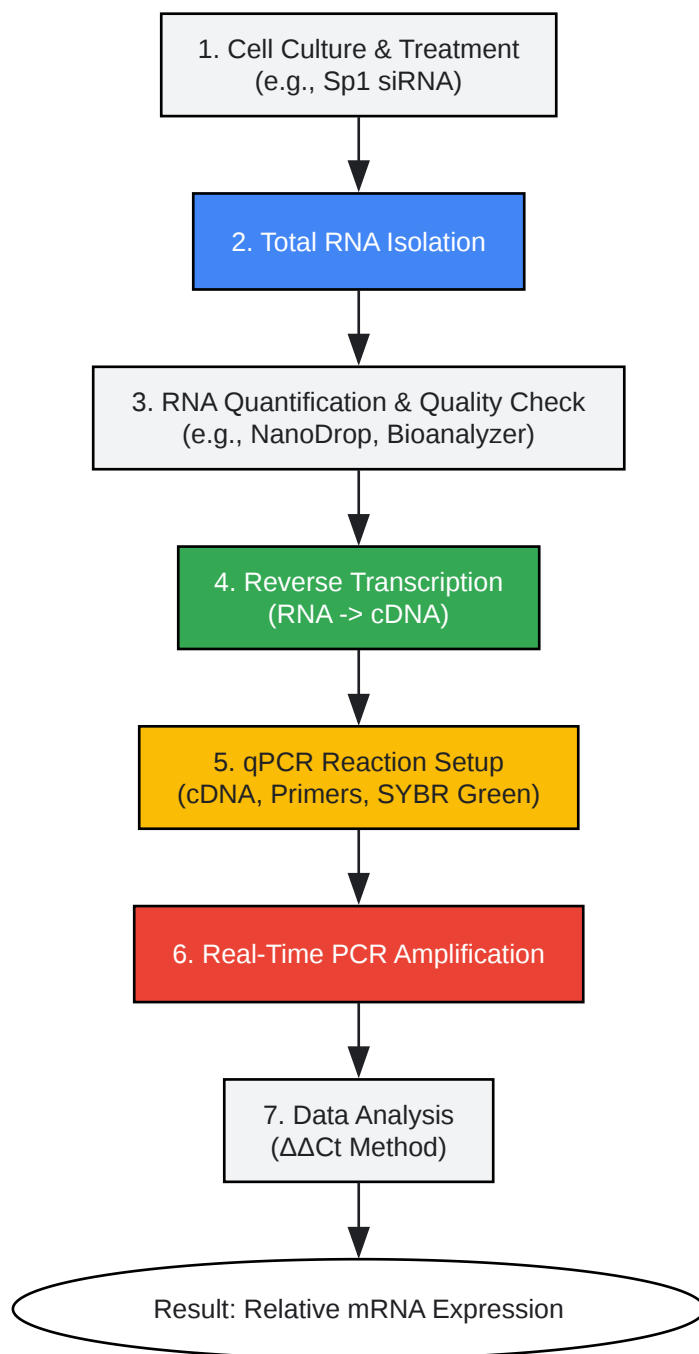 1. Cell Culture & Treatment
(e.g., Sp1 siRNA)
2. Total RNA Isolation
3. RNA Quantification & Quality Check
(e.g., NanoDrop, Bioanalyzer)
4. Reverse Transcription
(RNA -> cDNA)
5. qPCR Reaction Setup
(cDNA, Primers, SYBR Green)
6. Real-Time PCR Amplification
7. Data Analysis
(ΔΔCt Method)
Result: Relative mRNA Expression